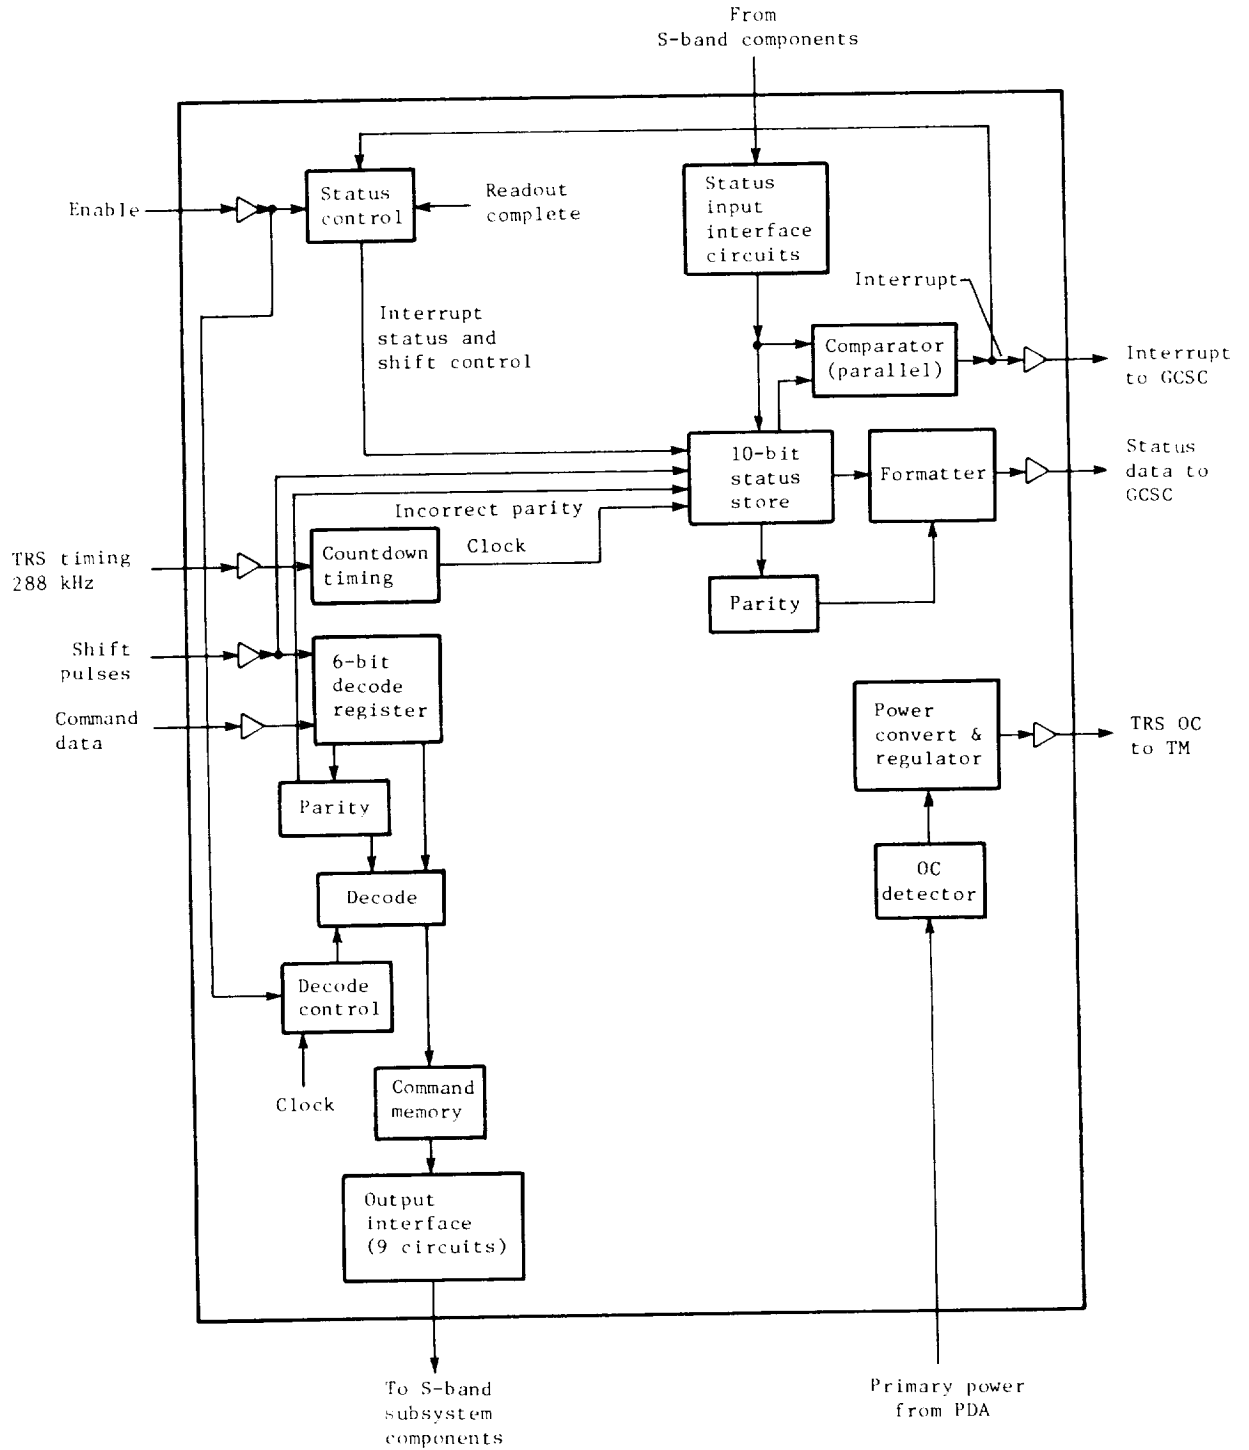 From
S-band components
Enable
Status
control
Readout
complete
Status
input
interface
circuits
Interrupt
status and
shift control
Interrupt
Comparator
(parallel)
Interrupt
to GCSC
10-bit
status
store
Formatter
Status
data to
GCSC
Incorrect parity
TRS timing
288 kHz
Countdown
timing
Clock
Parity
Shift
pulses
6-bit
decode
register
Command
data
Power
convert &
regulator
TRS OC
to TM
Parity
OC
detector
Decode
Decode
control
Clock
Command
memory
Output
interface
(9 circuits)
To S-band
subsystem
components
Primary power
from PDA